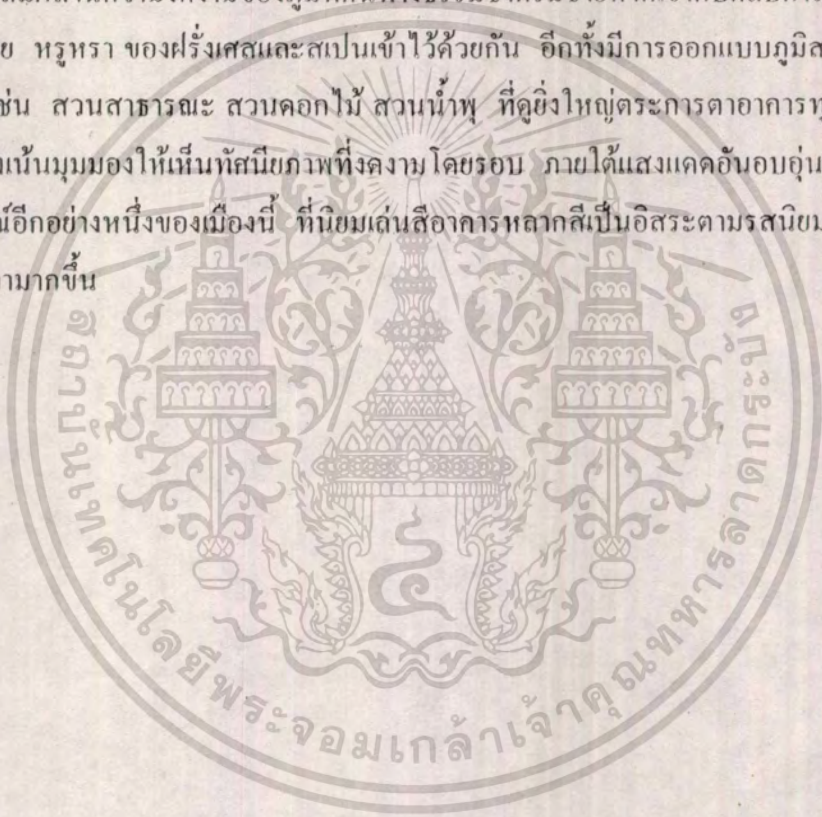 ย หรูหรา ของฝรั่งเศสและสเปนเข้าไว้ด้วยกัน อีกทั้งมีการออกแบบภูมิส
ช่น สวนสาธารณะ สวนดอกไม้ สวนน้ำพุ ที่ดูยิ่งใหญ่ตระการตาอาคารทุ
เน้นมุมมองให้เห็นทัศนียภาพที่งดงามโดยรอบ ภายใต้แสงแดดอันอบอุ่น
น์อีกอย่างหนึ่งของเมืองนี้ ที่นิยมเล่นสีอาคารหลากสีเป็นอิสระตามรสนิยม
ามากขึ้น
สถาบันเทคโนโลยีพระจอมเกล้าเจ้าคุณทหารลาดกระบัง